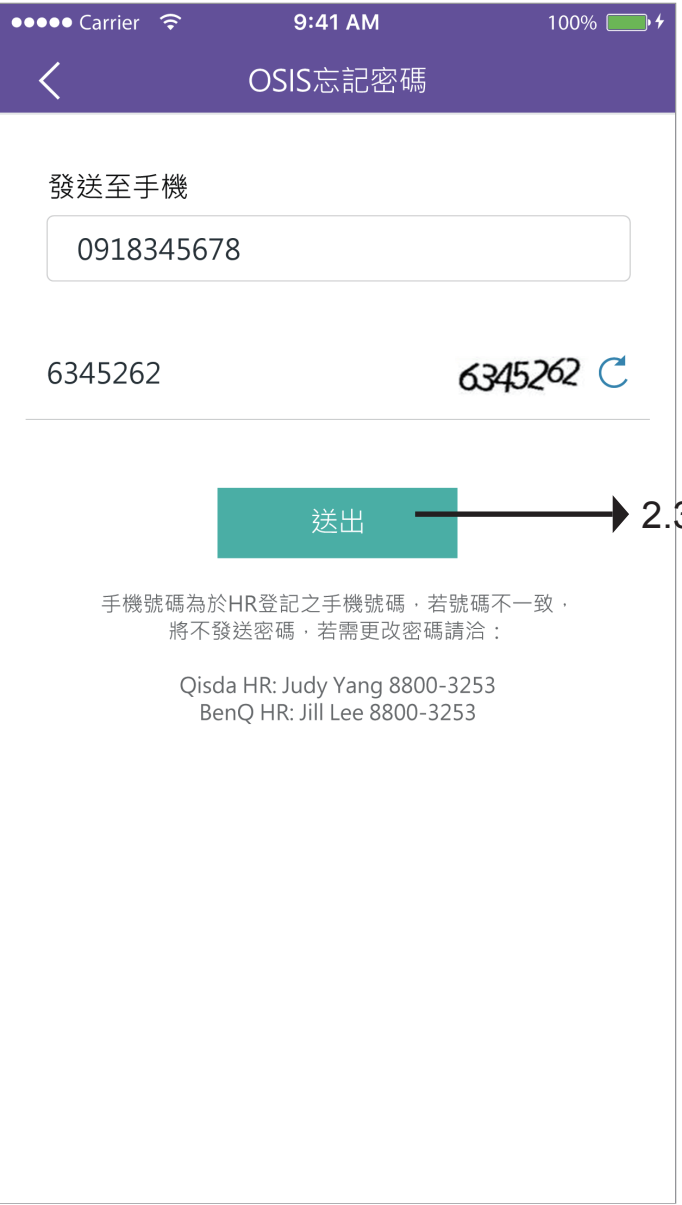 Carrier 9:41 AM 100%
OSIS忘記密碼
發送至手機
0918345678
6345262 6345262
送出
2.3
手機號碼為於HR登記之手機號碼，若號碼不一致，
將不發送密碼，若需更改密碼請洽：
Qisda HR: Judy Yang 8800-3253
BenQ HR: Jill Lee 8800-3253